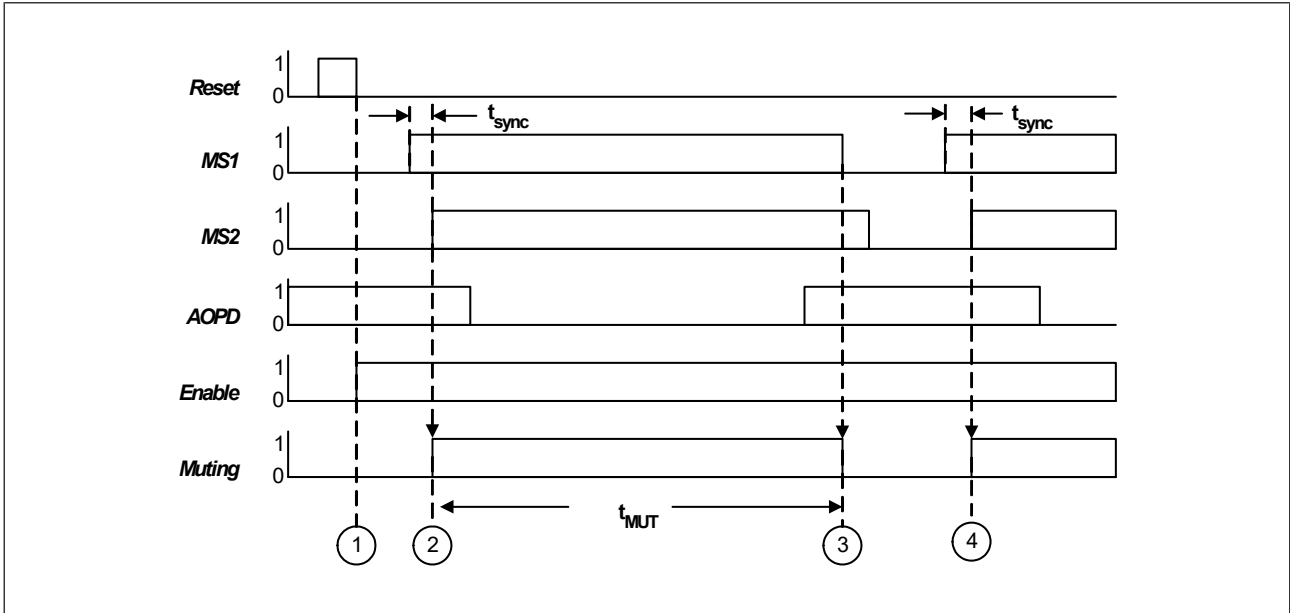 Reset 1
0
t_sync t_sync
MS1 1
0
MS2 1
0
AOPD 1
0
Enable 1
0
Muting 1
0
t_MUT
1 2 3 4